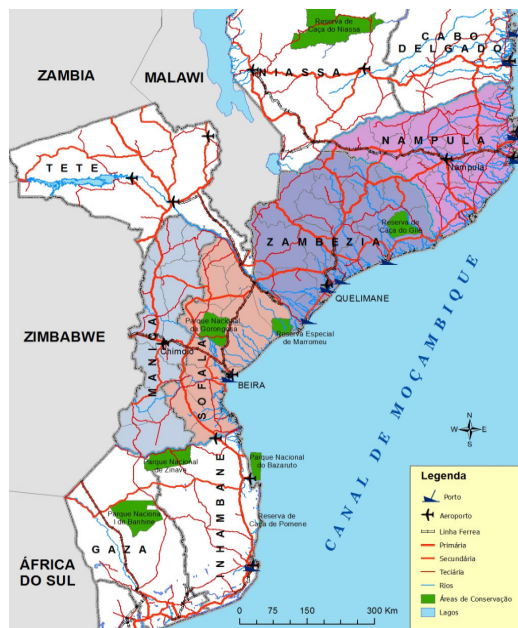 Reserva de
Caça do Niassa
CABO
DELGADO
ZAMBIA
MALAWI
NIASSA
NAMPULA
Nampula
TETE
Reserva de
Caça do Gilé
ZAMBEZIA
QUELIMANE
Parque Nacional
da Gorongosa
Reserva Especial
de Marromeu
ZIMBABWE
MANICA
Chimoio
SOFALA
BEIRA
CANAL DE MOÇAMBIQUE
N
W
E
S
Parque Nacional
de Zinave
Parque Nacional
do Bazaruto
Parque Naciona
l do Banhine
Reserva de
Caça de Pomene
INHAMBANE
GAZA
ÁFRICA
DO SUL
Legenda
Porto
Aeroporto
Linha Ferrea
Primária
Secundária
Teciária
Rios
Áreas de Conservação
Lagos
0 75 150 300 Km